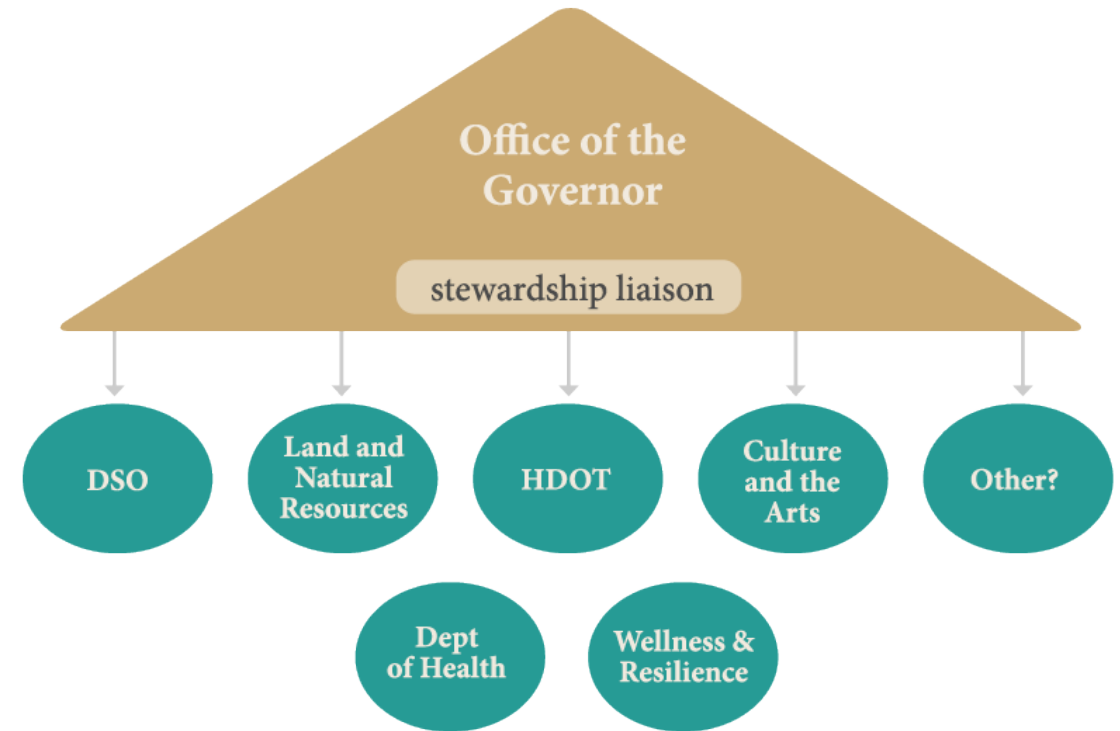 Office of the
Governor
stewardship liaison
DSO
Land and
Natural
Resources
HDOT
Culture
and the
Arts
Other?
Dept
of Health
Wellness &
Resilience